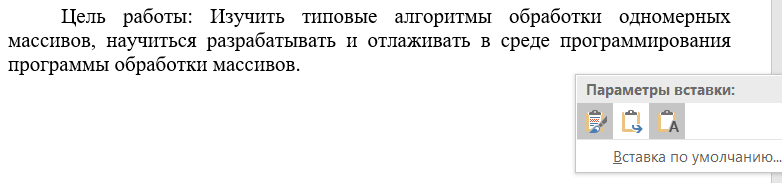 Цель работы: Изучить типовые алгоритмы обработки одномерных
массивов, научиться разрабатывать и отлаживать в среде программирования
программы обработки массивов.
Параметры вставки:
A
Вставка по умолчанию...